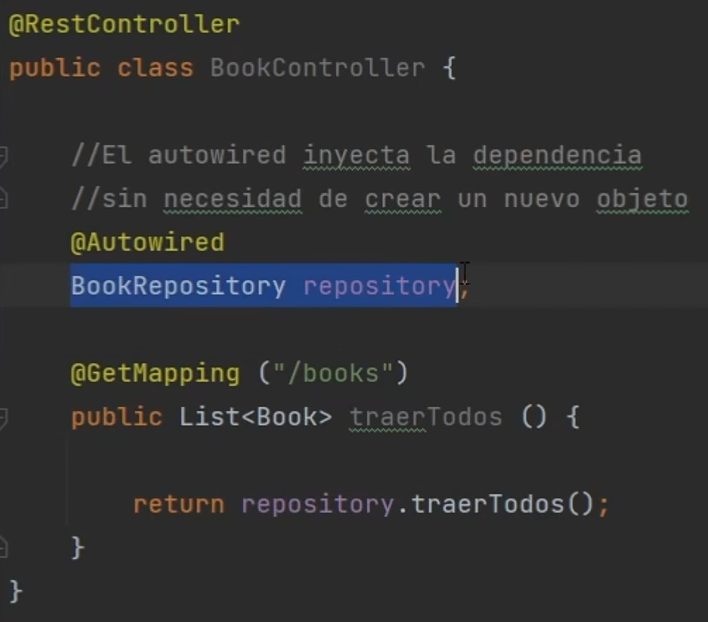 @RestController
public class BookController {
//El autowired inyecta la dependencia
//sin necesidad de crear un nuevo objeto
@Autowired
BookRepository repository;
@GetMapping ("/books")
public List<Book> traerTodos () {
return repository.traerTodos();
}
}